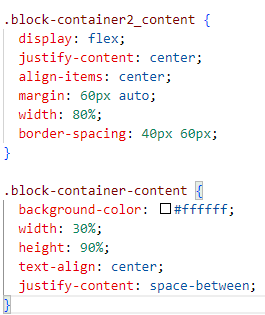 .block-container2_content {
display: flex;
justify-content: center;
align-items: center;
margin: 60px auto;
width: 80%;
border-spacing: 40px 60px;
}
.block-container-content {
background-color: #ffffff;
width: 30%;
height: 90%;
text-align: center;
justify-content: space-between;
}